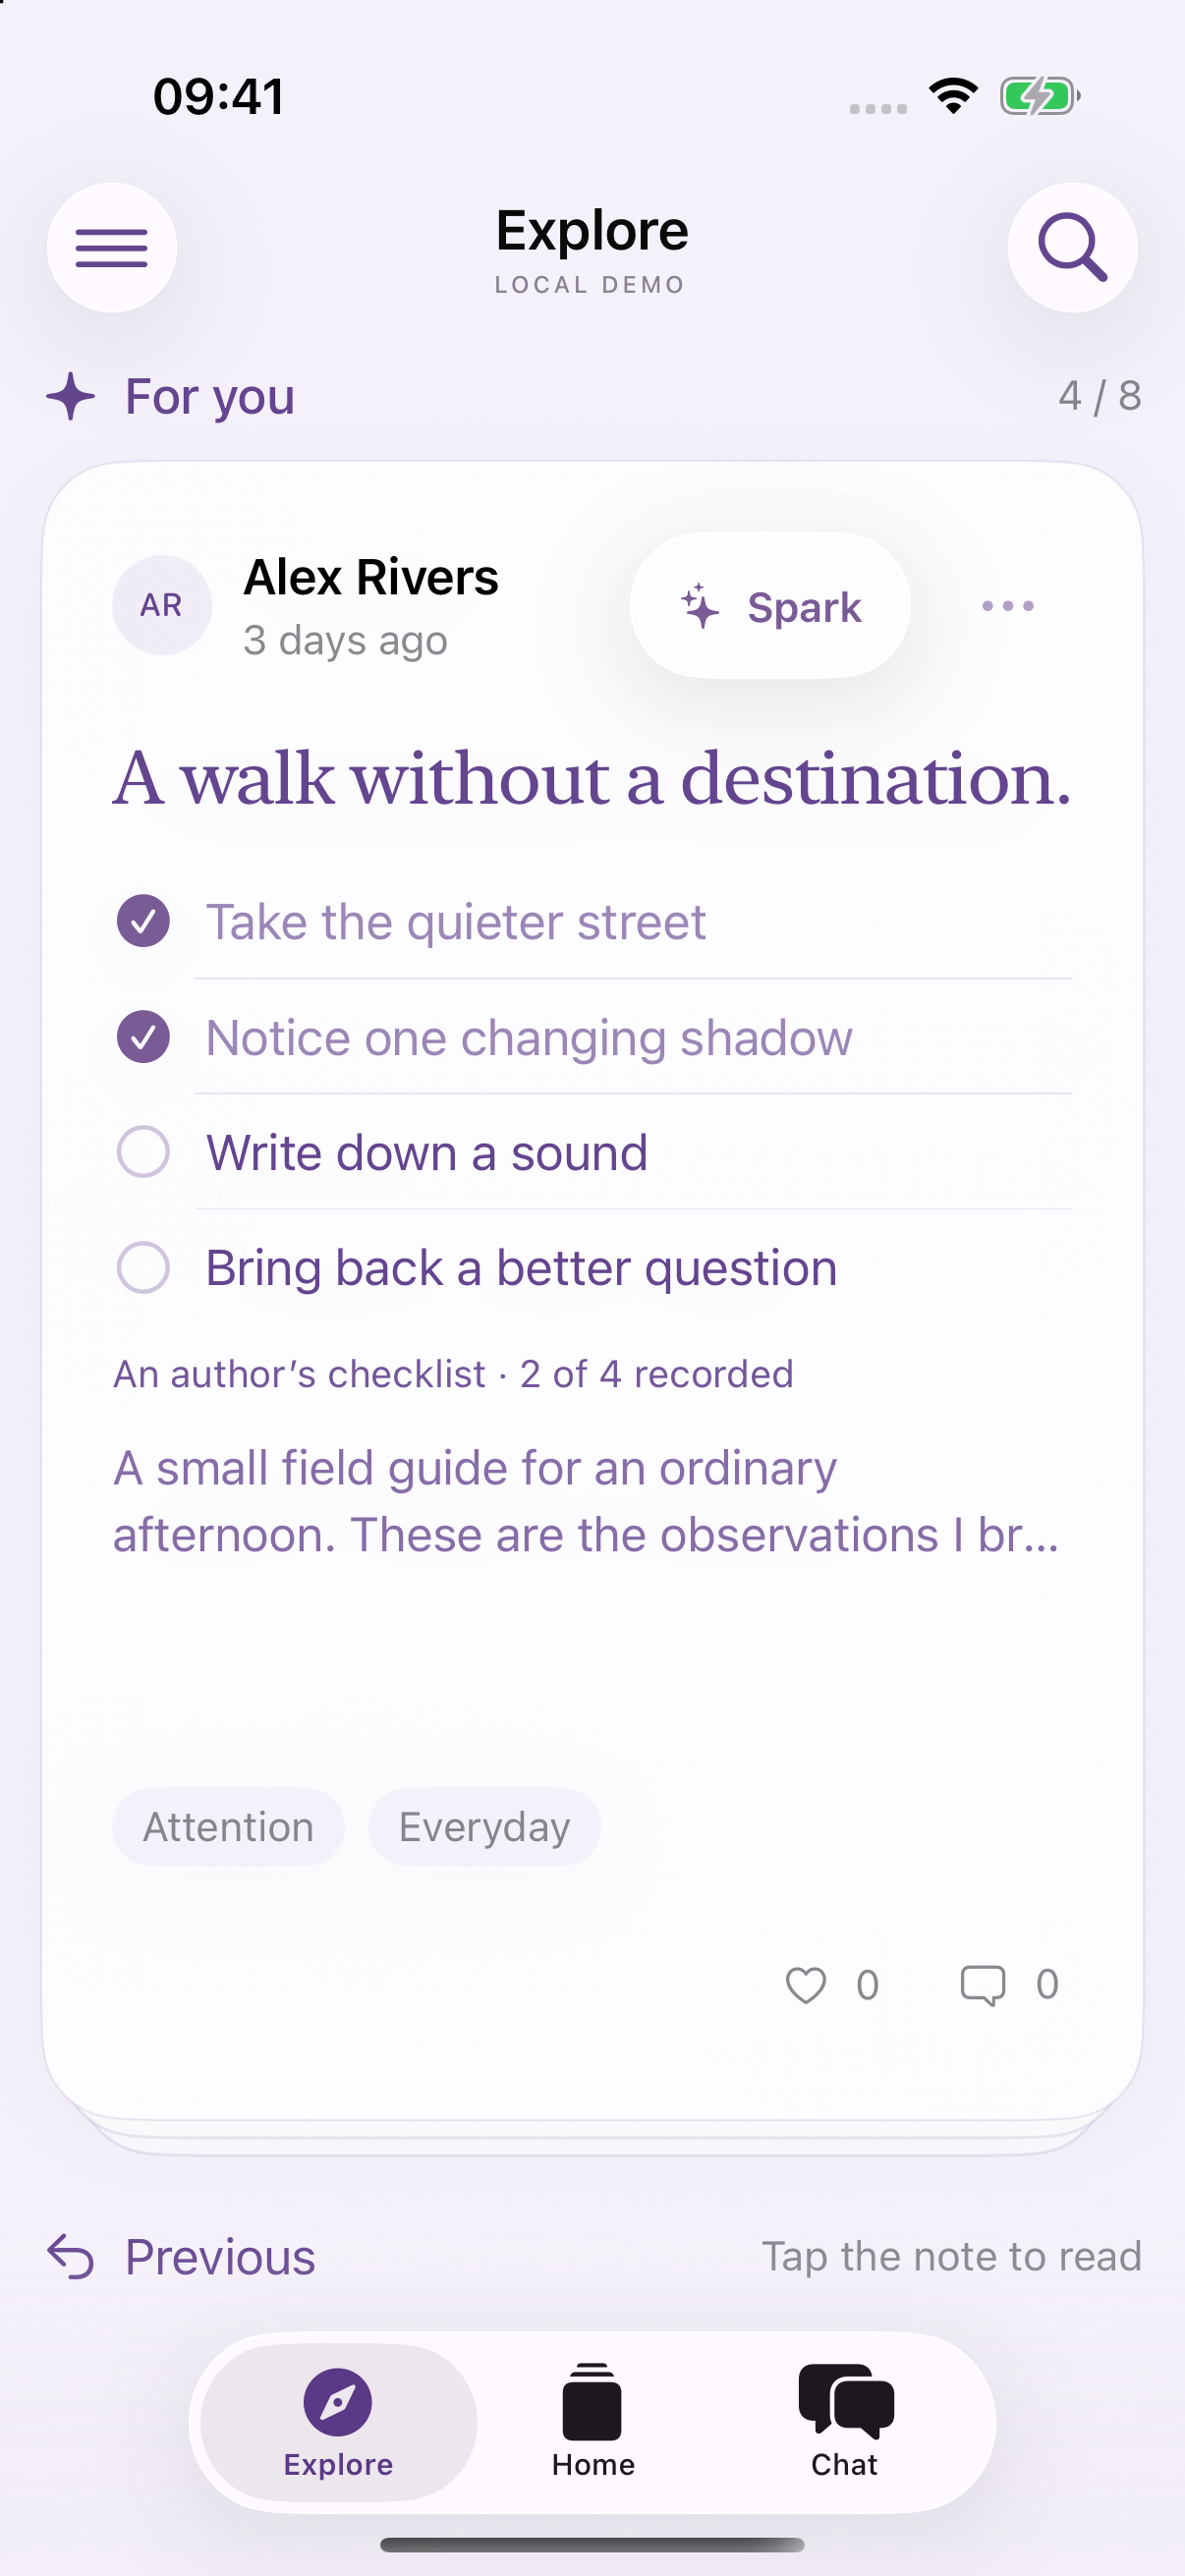 09:41
Explore
LOCAL DEMO
For you
4 / 8
AR
Alex Rivers
3 days ago
Spark
A walk without a destination.
Take the quieter street
Notice one changing shadow
Write down a sound
Bring back a better question
An author’s checklist · 2 of 4 recorded
A small field guide for an ordinary
afternoon. These are the observations I br...
Attention
Everyday
0
0
Previous
Tap the note to read
Explore
Home
Chat